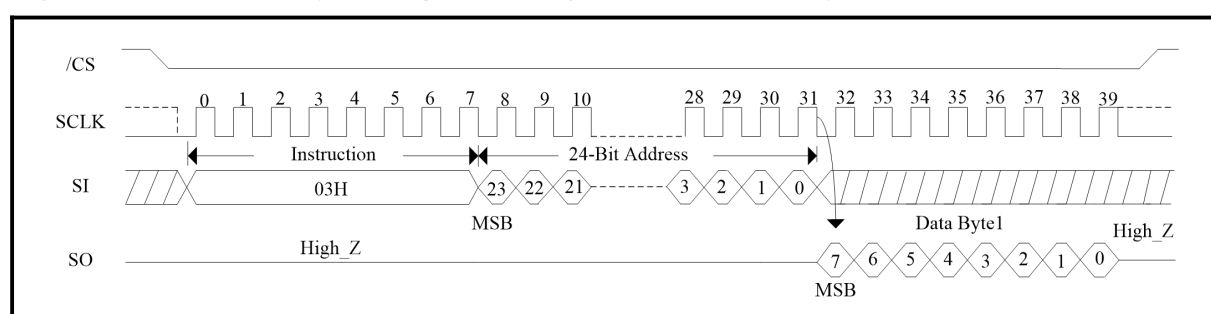 /CS
0 1 2 3 4 5 6 7 8 9 10 28 29 30 31 32 33 34 35 36 37 38 39
SCLK
Instruction 24-Bit Address
SI 03H 23 22 21 3 2 1 0
MSB Data Byte1 High_Z
High_Z
SO 7 6 5 4 3 2 1 0
MSB